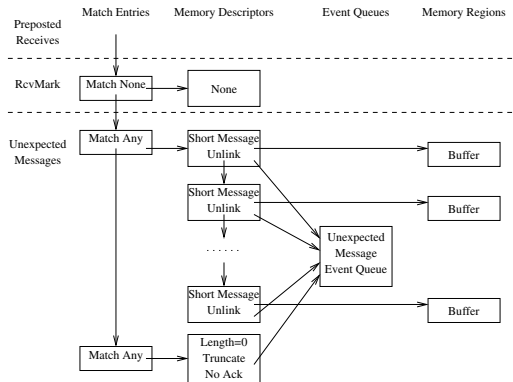 Match Entries
Memory Descriptors
Event Queues
Memory Regions
Preposted
Receives
RcvMark
Match None
None
Unexpected
Messages
Match Any
Short Message
Unlink
Buffer
Short Message
Unlink
Buffer
Unexpected
Message
Event Queue
. . . . . .
Short Message
Unlink
Buffer
Match Any
Length=0
Truncate
No Ack